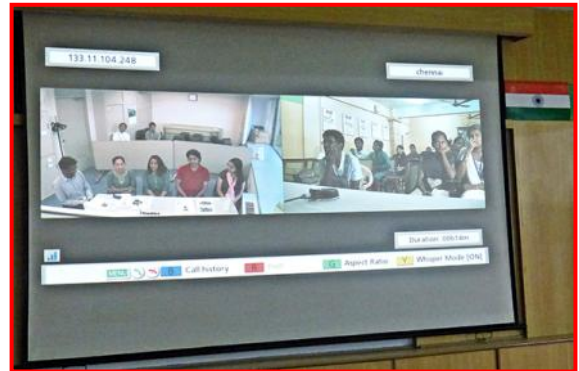 133.11.104.248
chennai
Duration 00h14m
MENU B Call history R G Aspect Ratio Y Whisper Mode [ON]